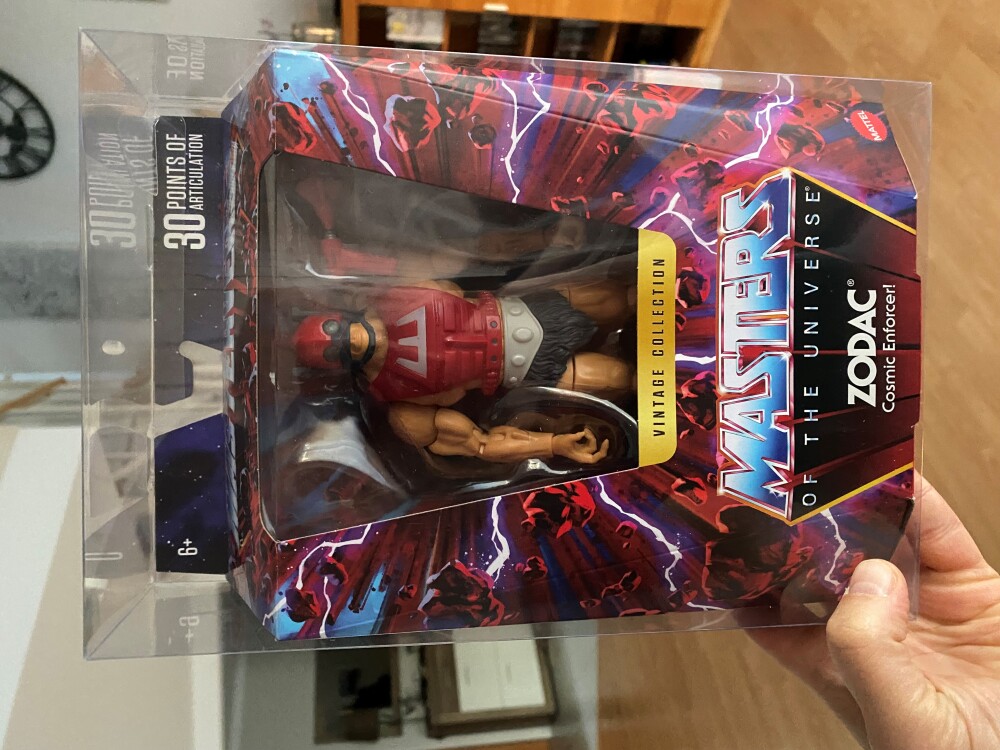 30 POINTS OF
ARTICULATION
6+
VINTAGE COLLECTION
MATTEL
MASTERS
OF THE UNIVERSE®
ZODAC®
Cosmic Enforcer!